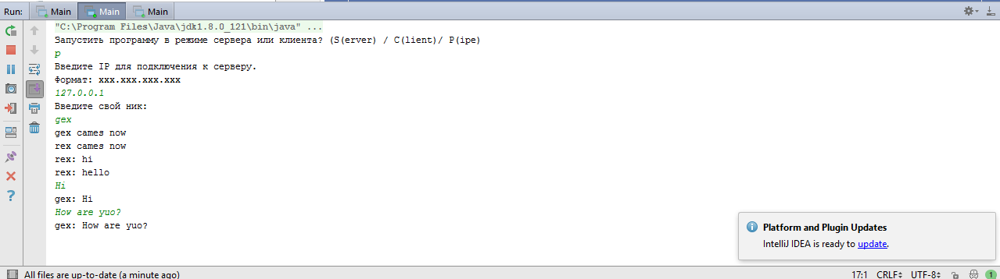 Run: Main Main Main
"C:\Program Files\Java\jdk1.8.0_121\bin\java" ...
Запустить программу в режиме сервера или клиента? (S(erver) / C(lient)/ P(ipe)
p
Введите IP для подключения к серверу.
Формат: xxx.xxx.xxx.xxx
127.0.0.1
Введите свой ник:
gex
gex cames now
rex cames now
rex: hi
rex: hello
Hi
gex: Hi
How are yuo?
gex: How are yuo?
Platform and Plugin Updates
IntelliJ IDEA is ready to update.
All files are up-to-date (a minute ago) 17:1 CRLF UTF-8 1